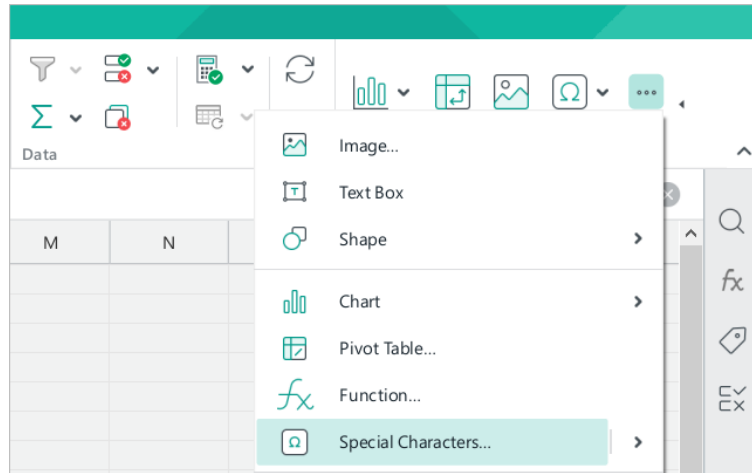 Data
Image...
Text Box
Shape
M N
Chart
Pivot Table...
Function...
Special Characters...